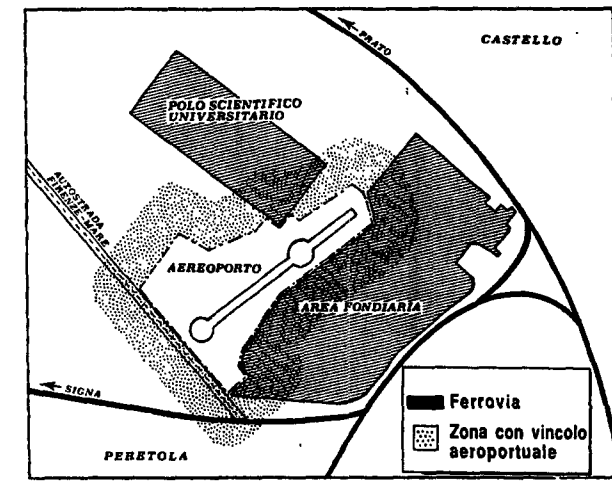 PRATO
CASTELLO
POLO SCIENTIFICO
UNIVERSITARIO
AUTOSTRADA
FIRENZE-MARE
AEREOPORTO
AREA FONDIARIA
SIGNA
PERETOLA
Ferrovia
Zona con vincolo
aeroportuale